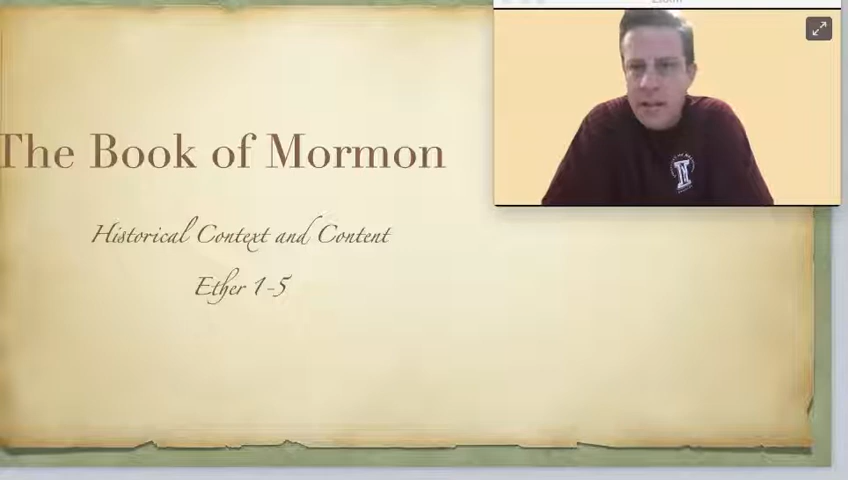 The Book of Mormon
Historical Context and Content
Ether 1-5